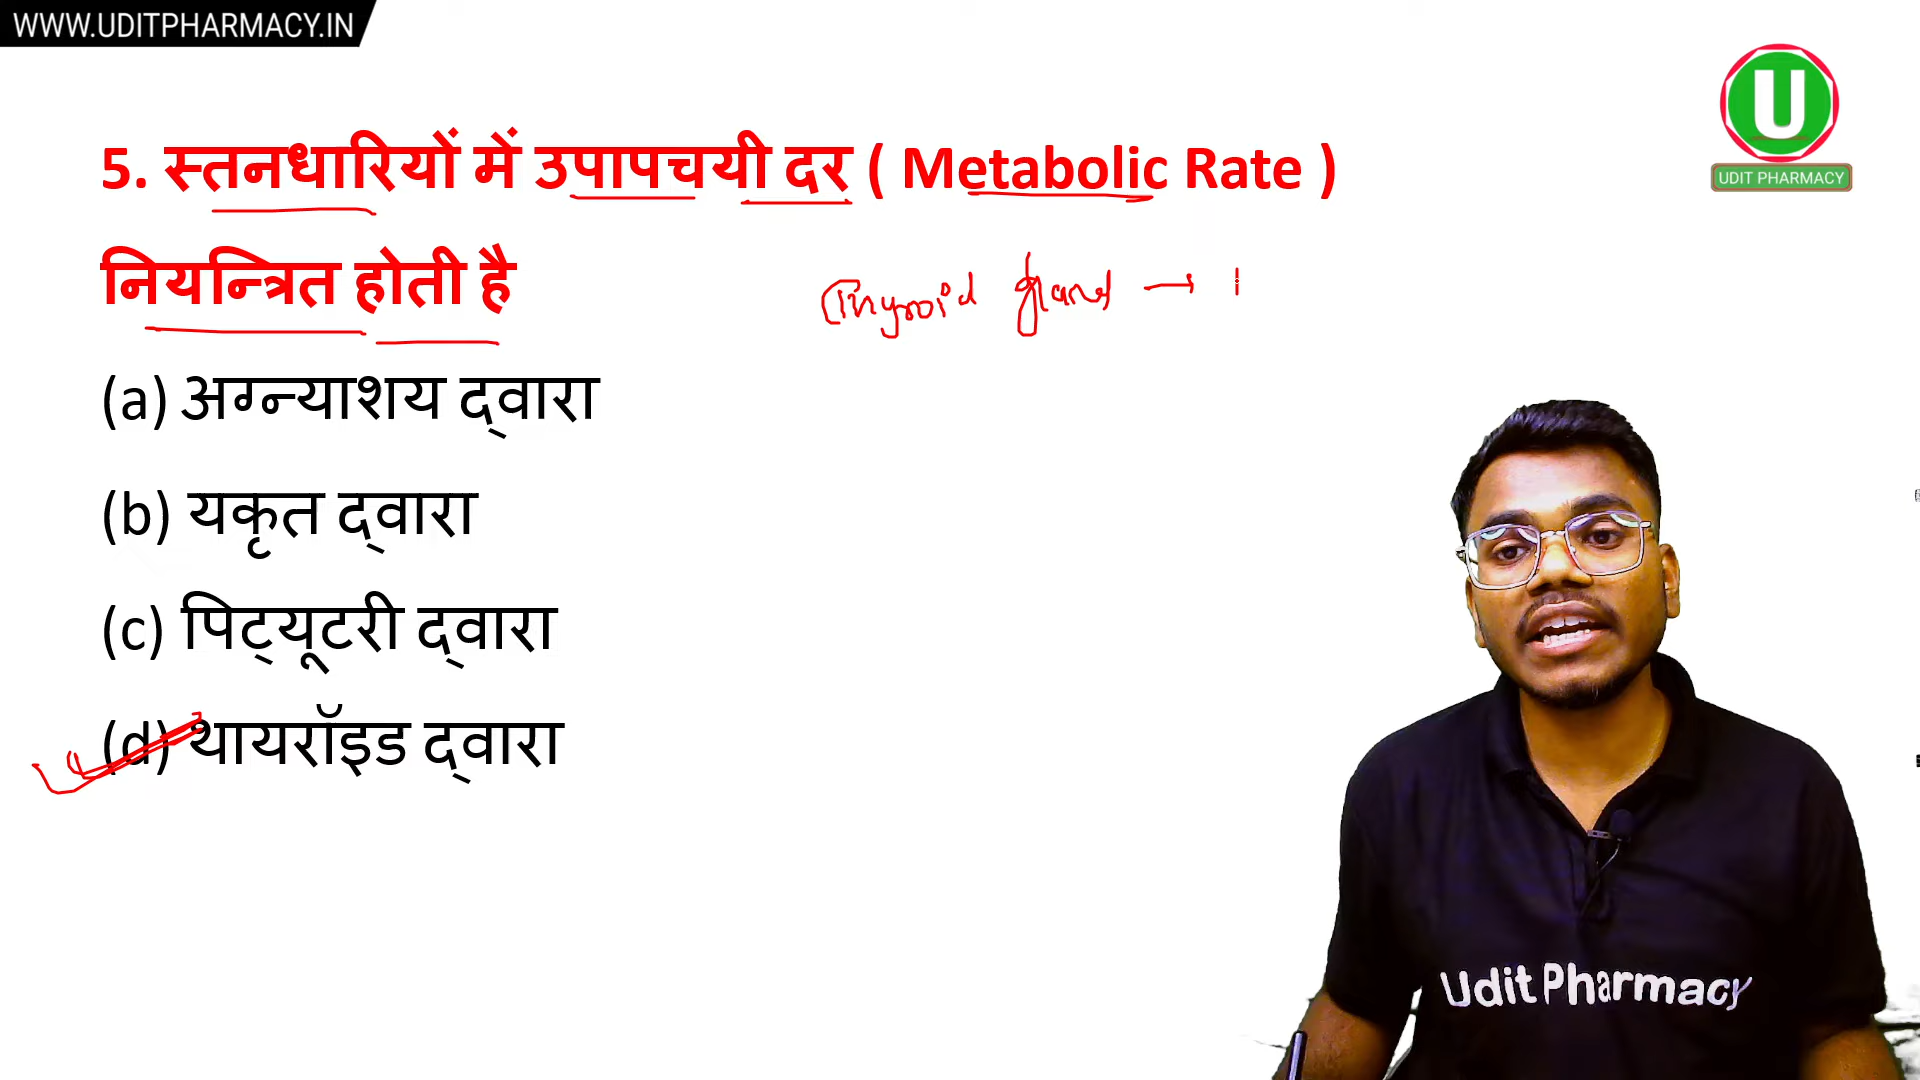 WWW.UDITPHARMACY.IN
U
UDIT PHARMACY
5. स्तनधारियों में उपापचयी दर ( Metabolic Rate )
नियन्त्रित होती है
Thyroid gland →
(a) अग्न्याशय द्वारा
(b) यकृत द्वारा
(c) पिट्यूटरी द्वारा
(d) थायरॉइड द्वारा
Udit Pharmacy